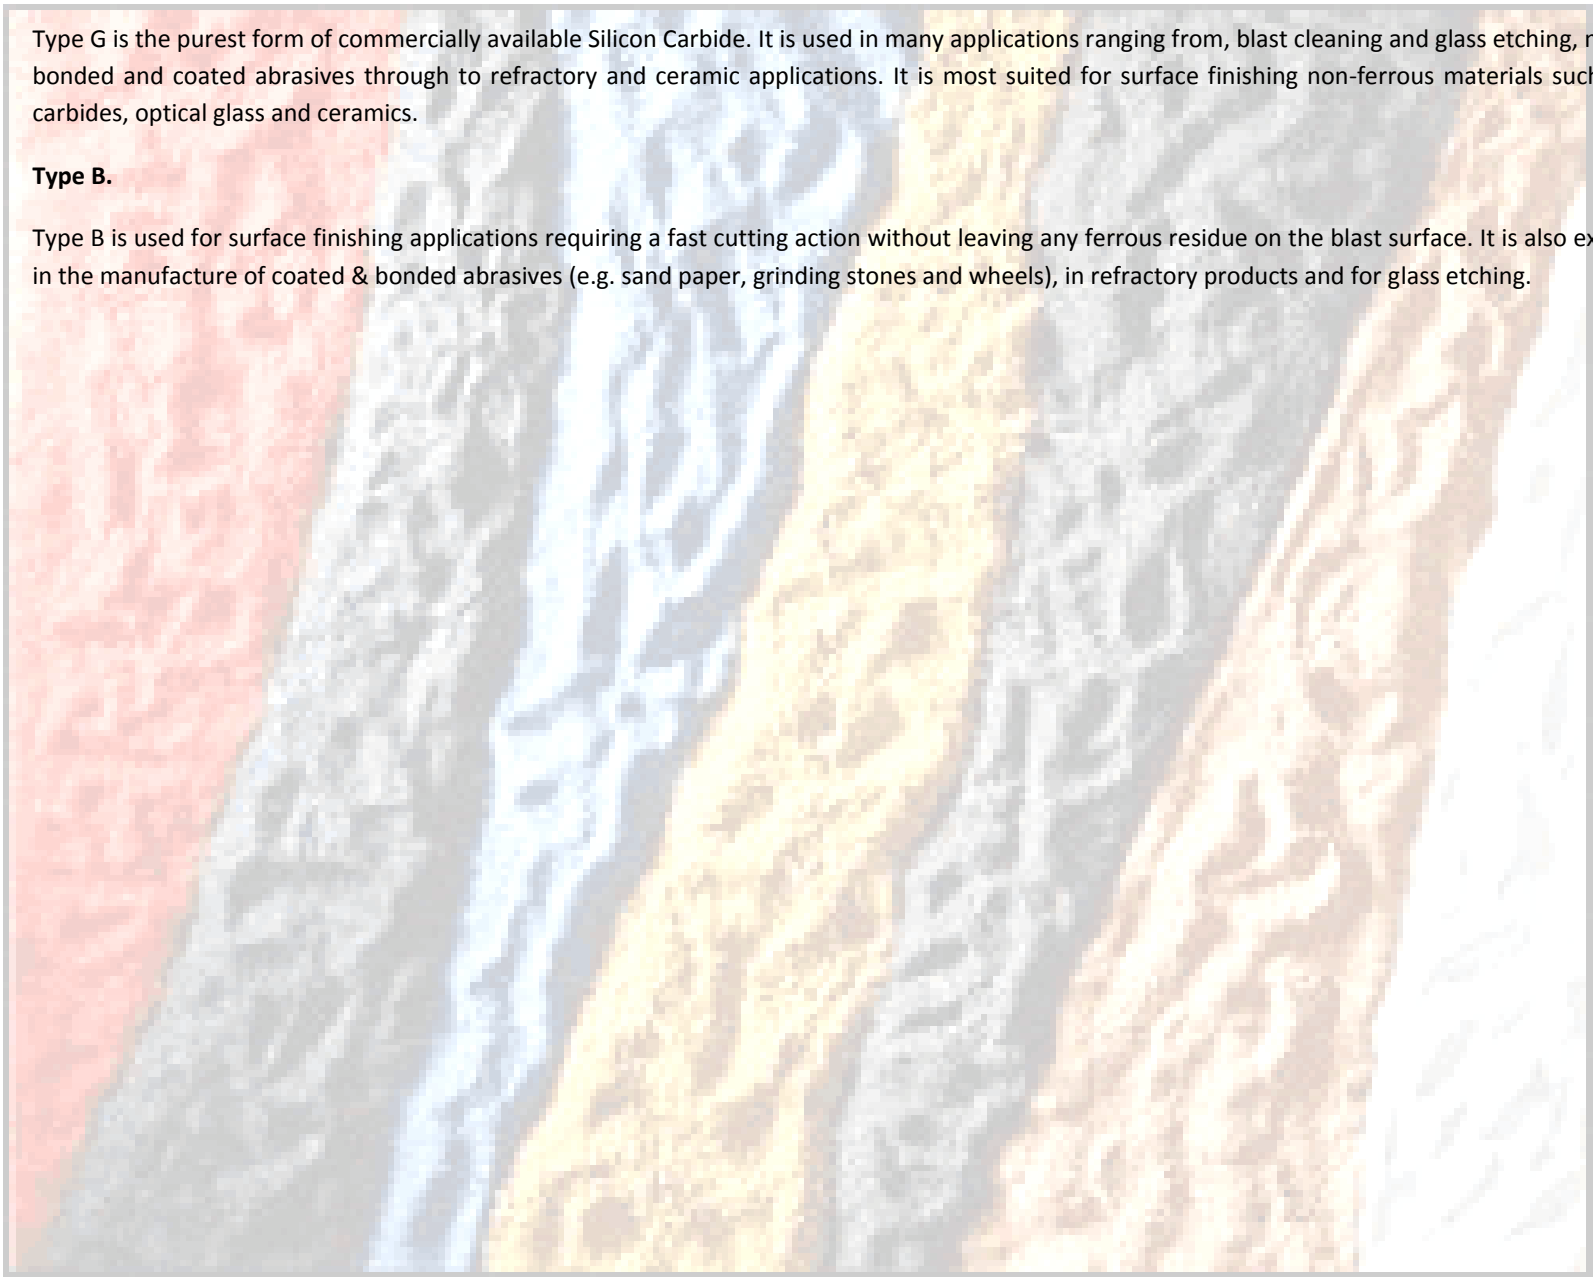 Type G is the purest form of commercially available Silicon Carbide. It is used in many applications ranging from, blast cleaning and glass etching,
bonded and coated abrasives through to refractory and ceramic applications. It is most suited for surface finishing non-ferrous materials such
carbides, optical glass and ceramics.
Type B.
Type B is used for surface finishing applications requiring a fast cutting action without leaving any ferrous residue on the blast surface. It is also
in the manufacture of coated & bonded abrasives (e.g. sand paper, grinding stones and wheels), in refractory products and for glass etching.